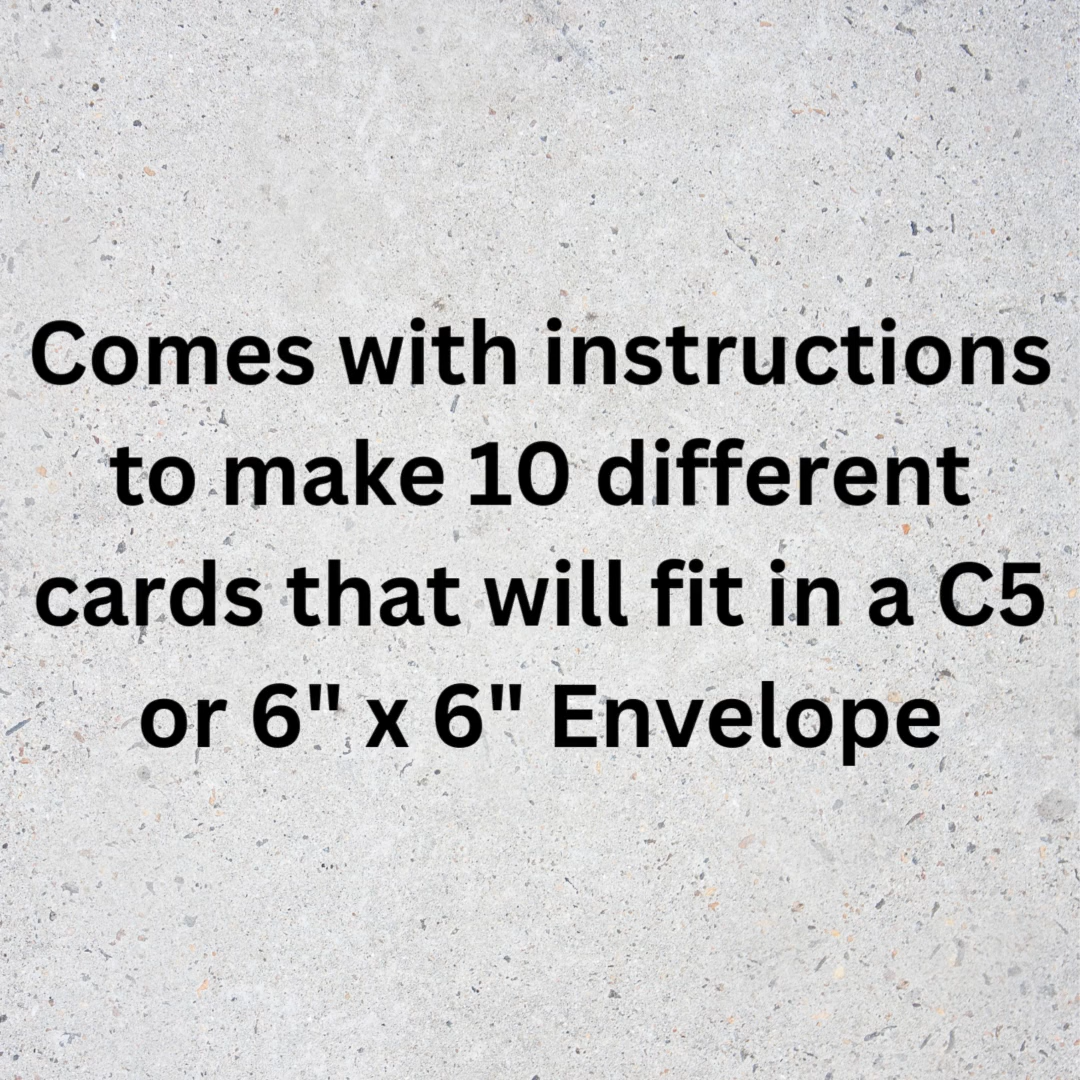 Comes with instructions
to make 10 different
cards that will fit in a C5
or 6" x 6" Envelope